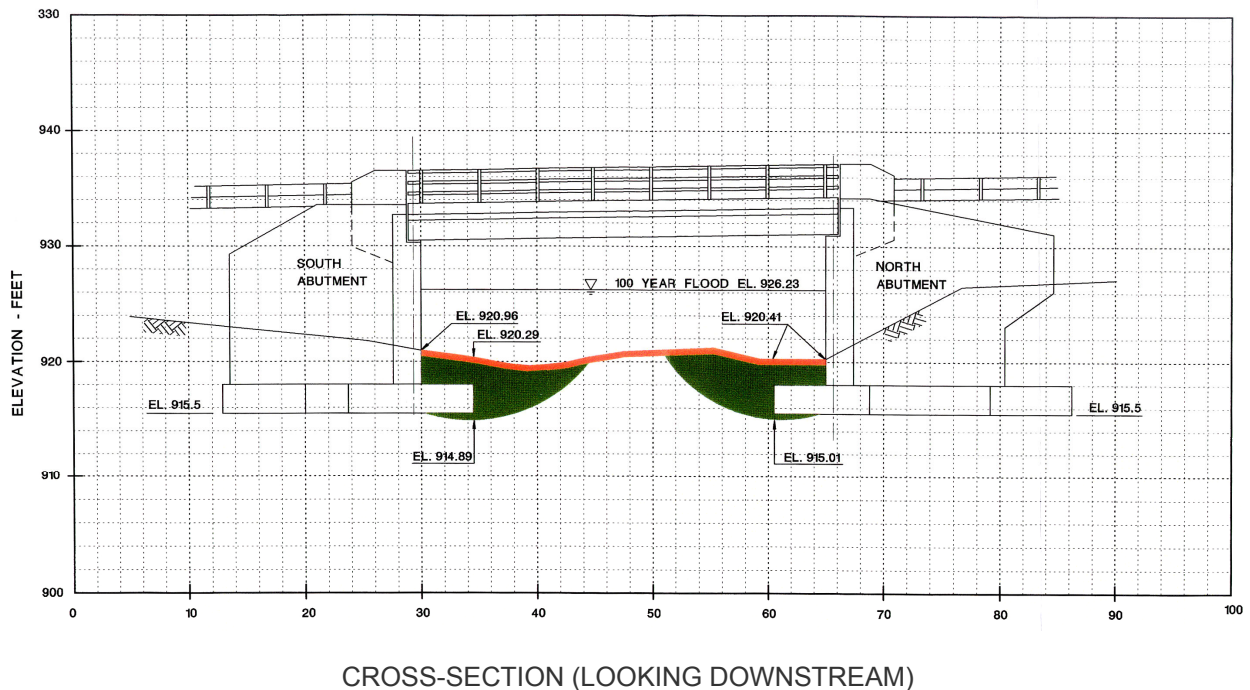 330
940
930
920
910
900
ELEVATION - FEET
SOUTH
ABUTMENT
NORTH
ABUTMENT
100 YEAR FLOOD EL. 926.23
EL. 920.96
EL. 920.29
EL. 920.41
EL. 915.5
EL. 915.5
EL. 914.89
EL. 915.01
0
10
20
30
40
50
60
70
80
90
100
CROSS-SECTION (LOOKING DOWNSTREAM)